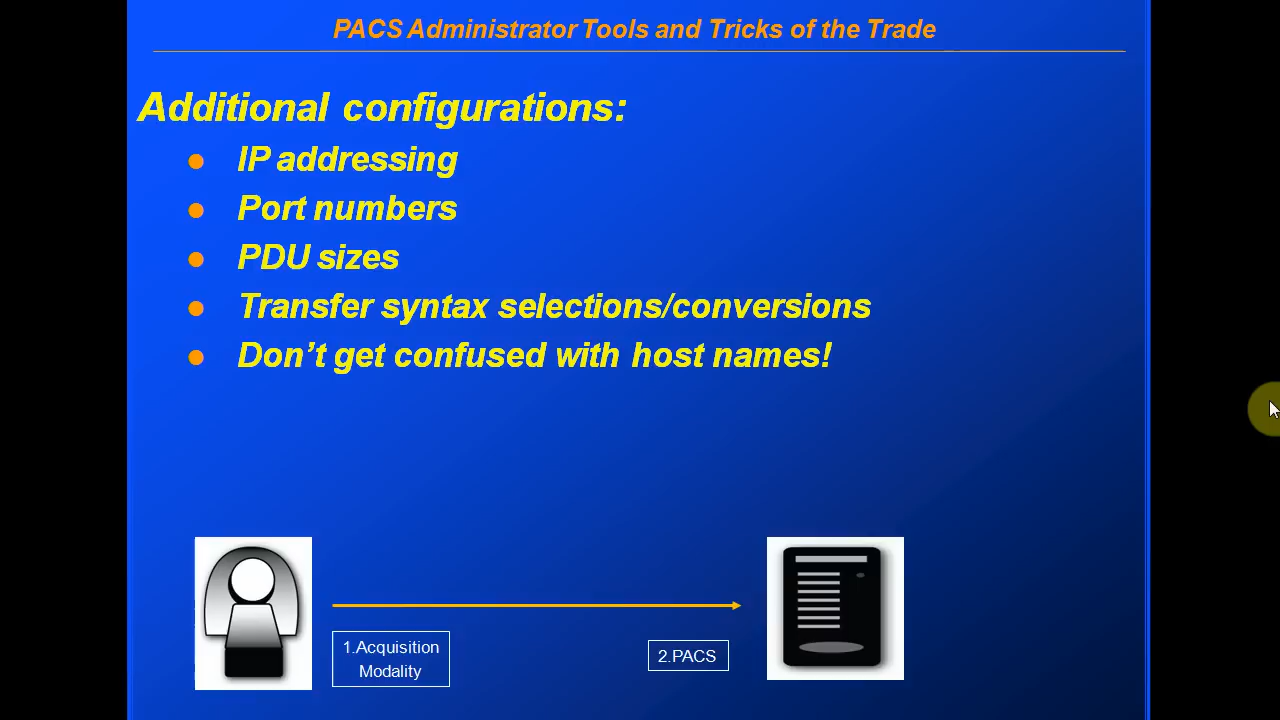 PACS Administrator Tools and Tricks of the Trade
Additional configurations:
IP addressing
Port numbers
PDU sizes
Transfer syntax selections/conversions
Don’t get confused with host names!
1.Acquisition
Modality
2.PACS